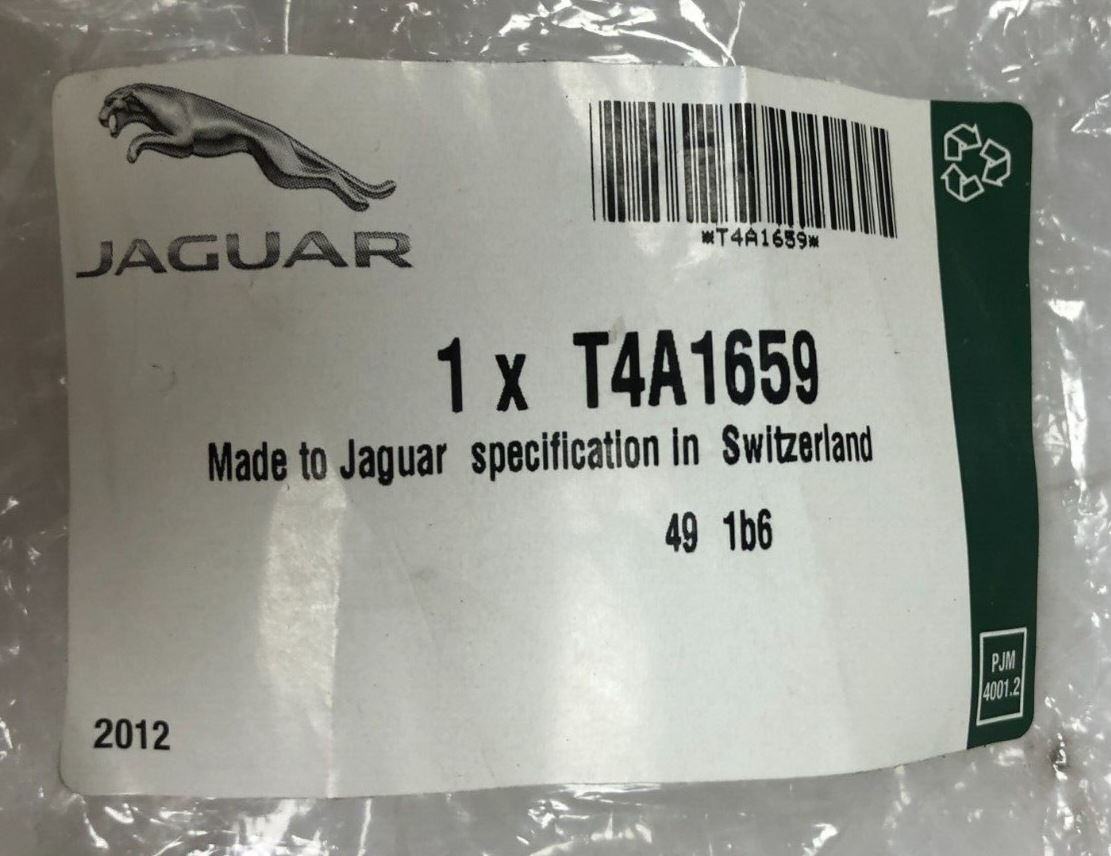 JAGUAR
*T4A1659*
1 x T4A1659
Made to Jaguar specification in Switzerland
49 1b6
2012
PJM
4001.2